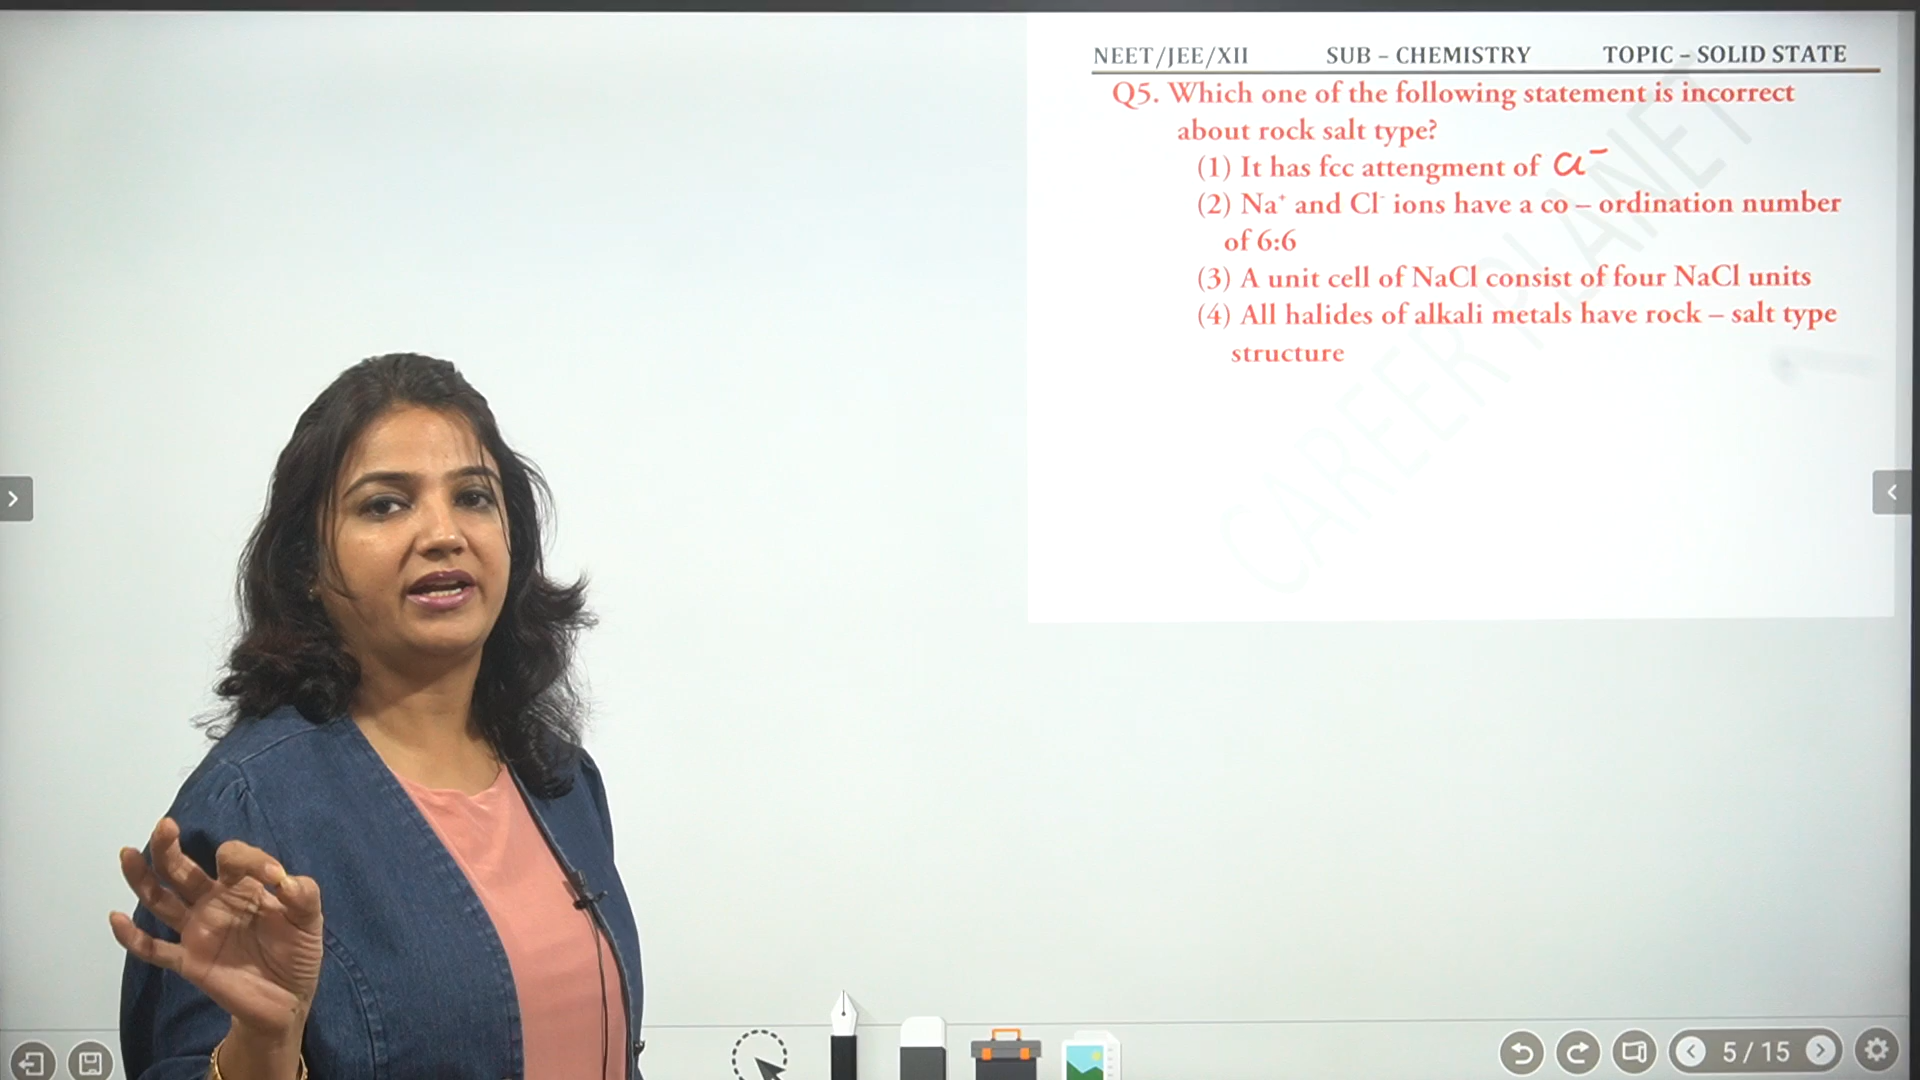 NEET/JEE/XII SUB – CHEMISTRY TOPIC – SOLID STATE
Q5. Which one of the following statement is incorrect
about rock salt type?
(1) It has fcc attengment of Cl⁻
(2) Na⁺ and Cl⁻ ions have a co – ordination number
of 6:6
(3) A unit cell of NaCl consist of four NaCl units
(4) All halides of alkali metals have rock – salt type
structure
CAREER PLANET
5 / 15